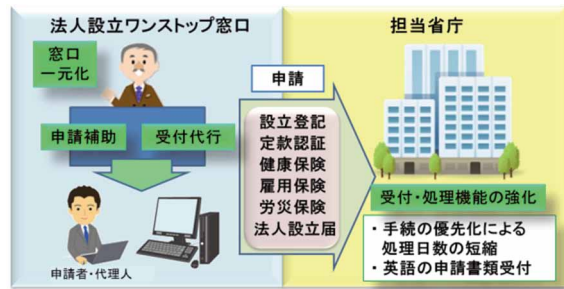 法人設立ワンストップ窓口
窓口
一元化
申請補助
受付代行
申請者・代理人
申請
設立登記
定款認証
健康保険
雇用保険
労災保険
法人設立届
担当省庁
受付・処理機能の強化
・手続の優先化による
処理日数の短縮
・英語の申請書類受付